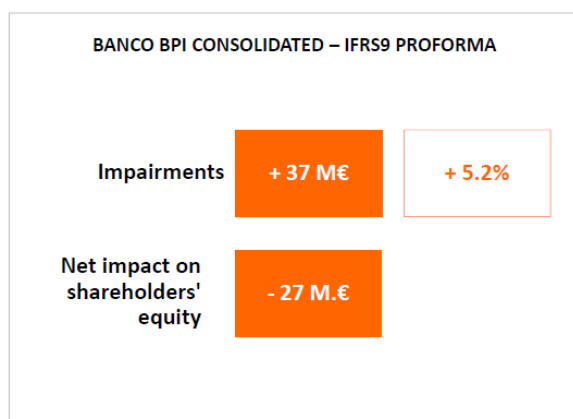 BANCO BPI CONSOLIDATED – IFRS9 PROFORMA
Impairments + 37 M€ + 5.2%
Net impact on
shareholders' - 27 M.€
equity